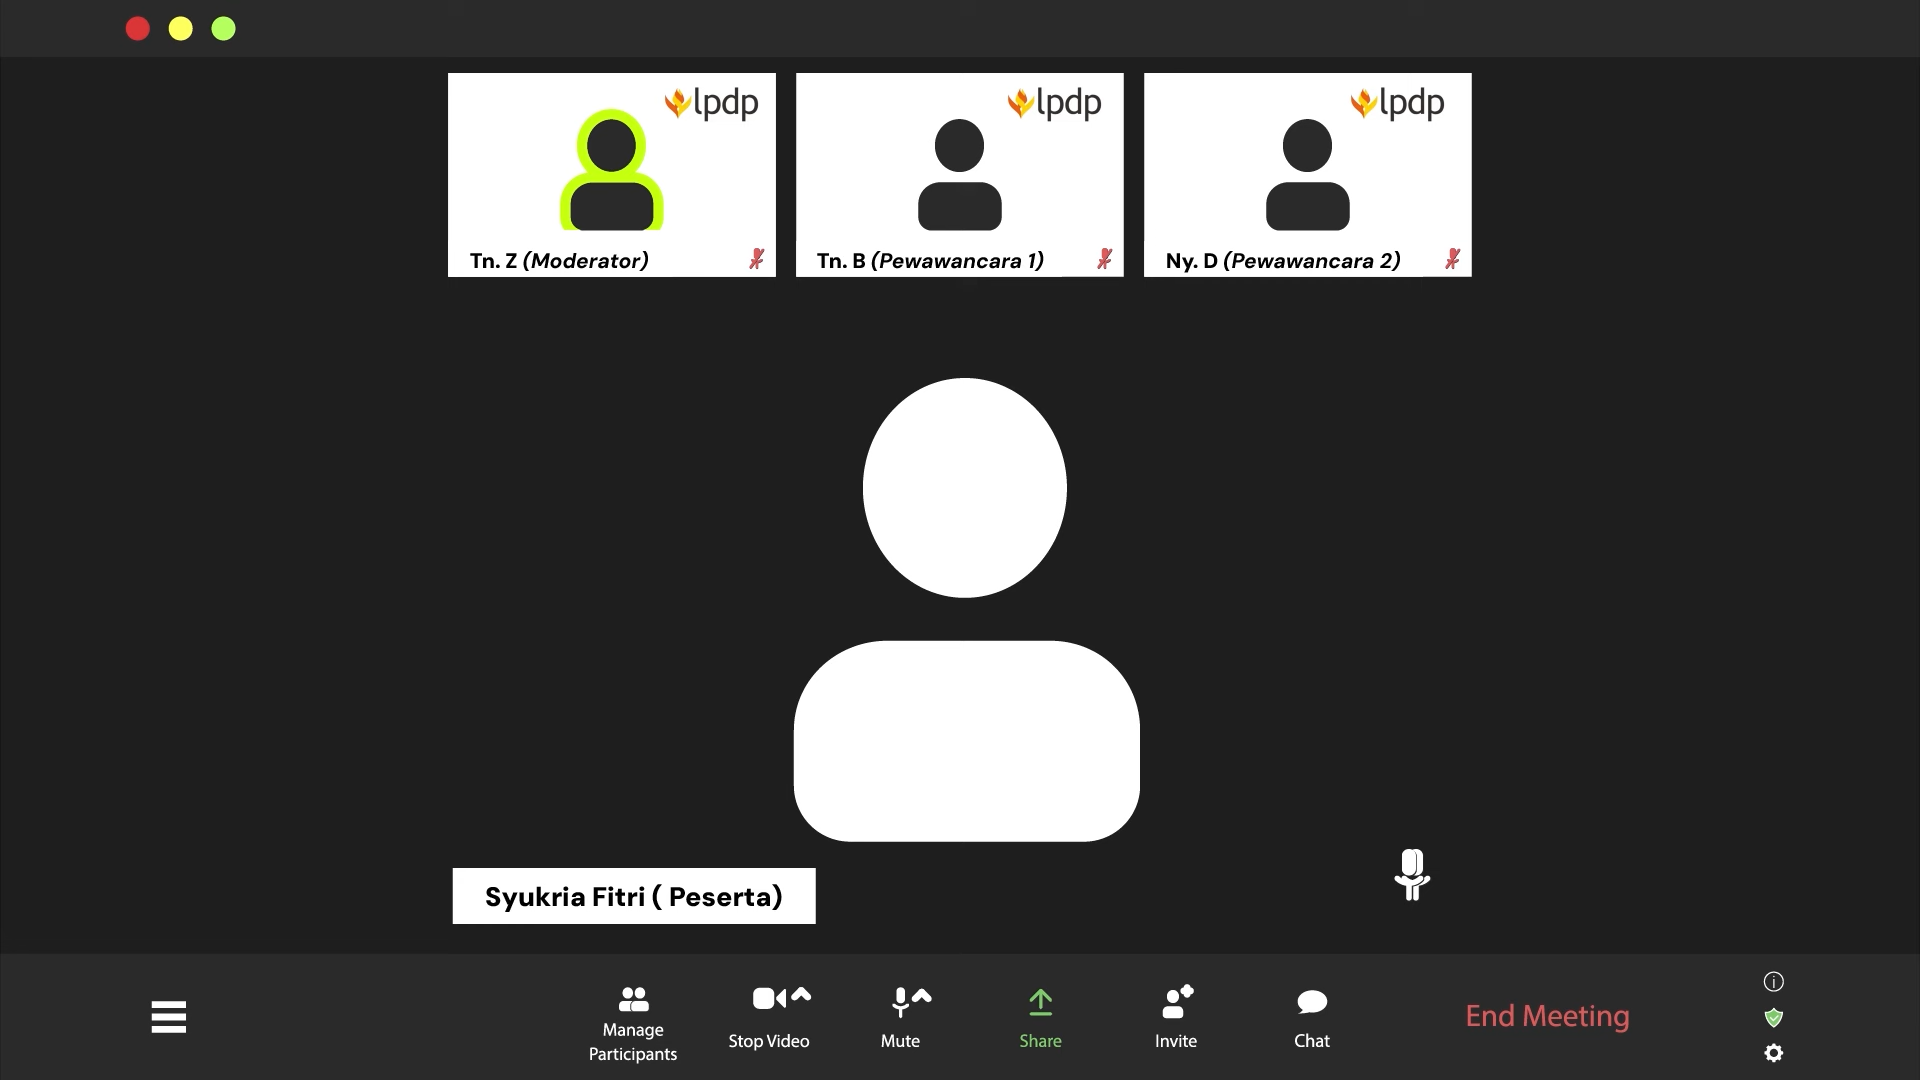 lpdp
lpdp
lpdp
Tn. Z (Moderator)
Tn. B (Pewawancara 1)
Ny. D (Pewawancara 2)
Syukria Fitri ( Peserta)
Manage
Participants
Stop Video
Mute
Share
Invite
Chat
End Meeting